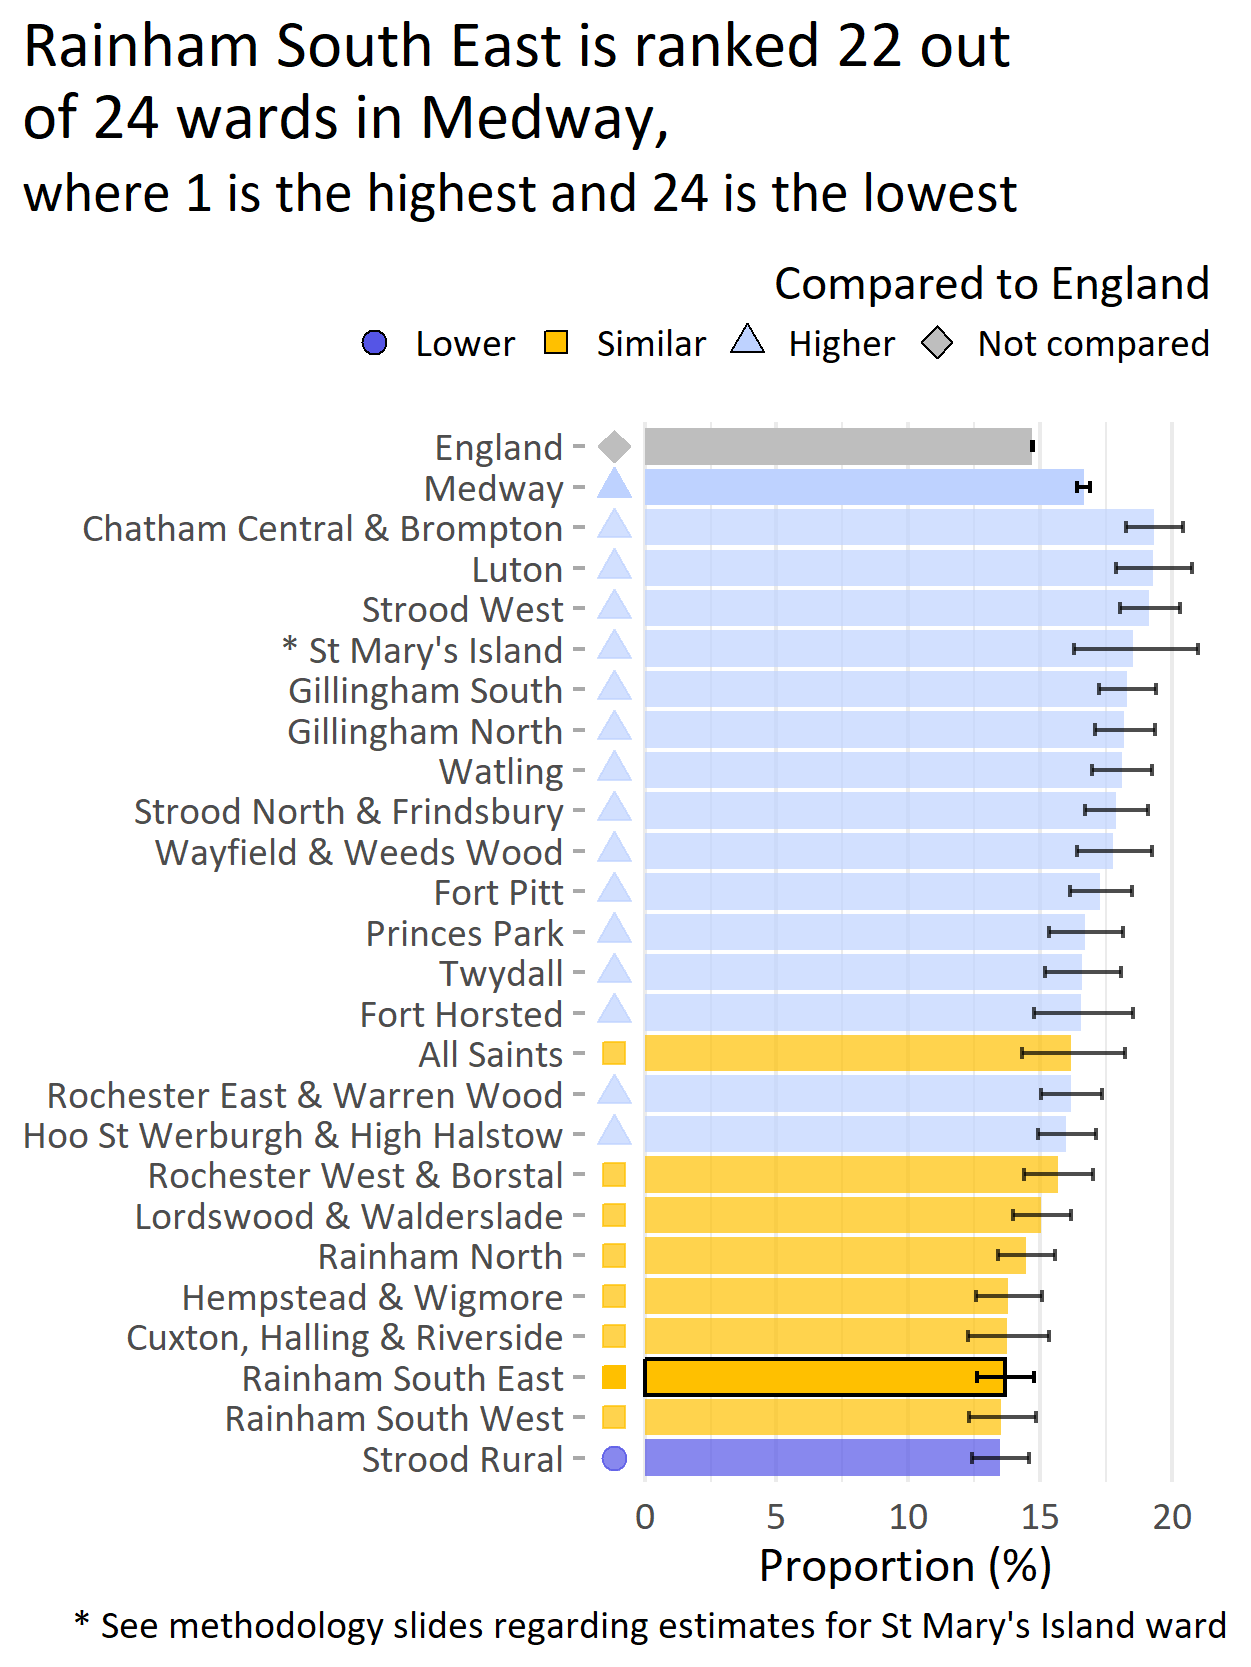 Rainham South East is ranked 22 out
of 24 wards in Medway,
where 1 is the highest and 24 is the lowest
Compared to England
Lower Similar Higher Not compared
England
Medway
Chatham Central & Brompton
Luton
Strood West
* St Mary's Island
Gillingham South
Gillingham North
Watling
Strood North & Frindsbury
Wayfield & Weeds Wood
Fort Pitt
Princes Park
Twydall
Fort Horsted
All Saints
Rochester East & Warren Wood
Hoo St Werburgh & High Halstow
Rochester West & Borstal
Lordswood & Walderslade
Rainham North
Hempstead & Wigmore
Cuxton, Halling & Riverside
Rainham South East
Rainham South West
Strood Rural
0 5 10 15 20
Proportion (%)
* See methodology slides regarding estimates for St Mary's Island ward